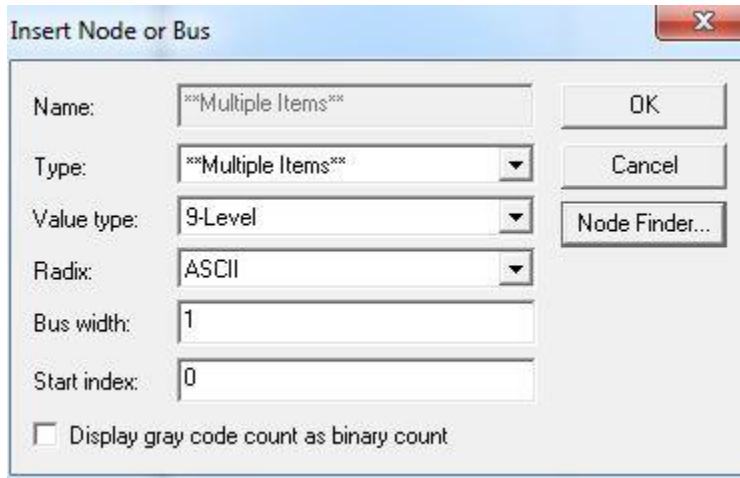 Insert Node or Bus
Name: **Multiple Items** OK
Type: **Multiple Items** Cancel
Value type: 9-Level Node Finder...
Radix: ASCII
Bus width: 1
Start index: 0
Display gray code count as binary count